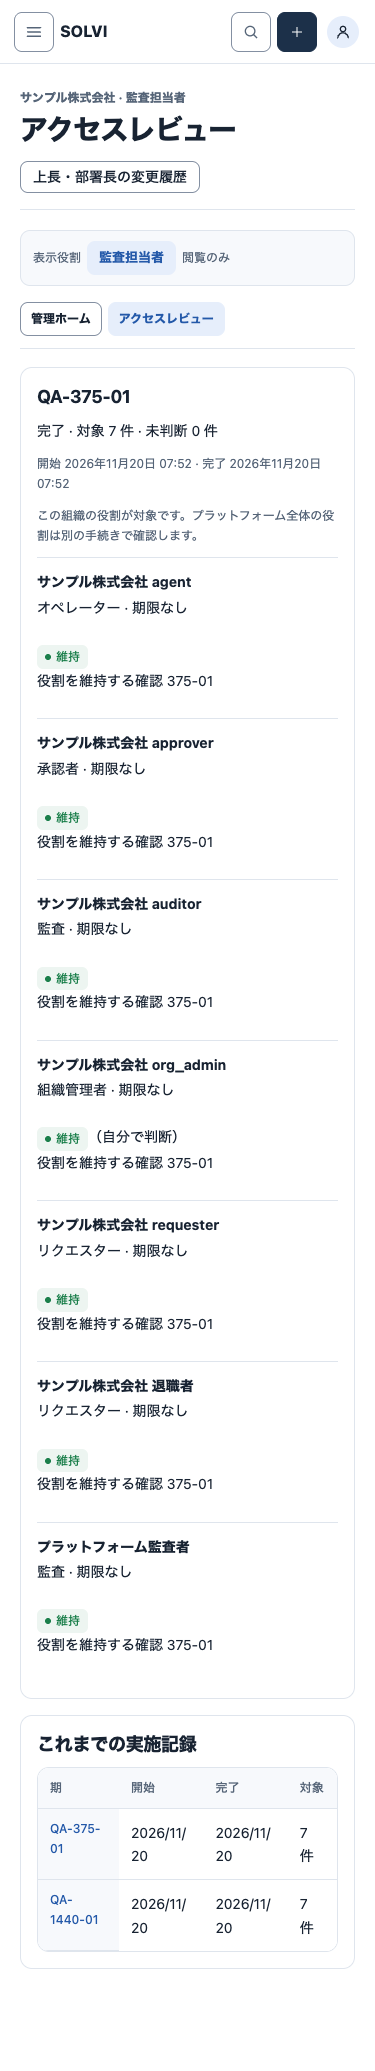 SOLVI
サンプル株式会社 · 監査担当者
アクセスレビュー
上長・部署長の変更履歴
表示役割 監査担当者 閲覧のみ
管理ホーム アクセスレビュー
QA-375-01
完了 · 対象 7 件 · 未判断 0 件
開始 2026年11月20日 07:52 · 完了 2026年11月20日
07:52
この組織の役割が対象です。プラットフォーム全体の役
割は別の手続きで確認します。
サンプル株式会社 agent
オペレーター · 期限なし
維持
役割を維持する確認 375-01
サンプル株式会社 approver
承認者 · 期限なし
維持
役割を維持する確認 375-01
サンプル株式会社 auditor
監査 · 期限なし
維持
役割を維持する確認 375-01
サンプル株式会社 org_admin
組織管理者 · 期限なし
維持 （自分で判断）
役割を維持する確認 375-01
サンプル株式会社 requester
リクエスター · 期限なし
維持
役割を維持する確認 375-01
サンプル株式会社 退職者
リクエスター · 期限なし
維持
役割を維持する確認 375-01
プラットフォーム監査者
監査 · 期限なし
維持
役割を維持する確認 375-01
これまでの実施記録
期 開始 完了 対象
QA-375-
01
2026/11/
20
2026/11/
20
7
件
QA-
1440-01
2026/11/
20
2026/11/
20
7
件